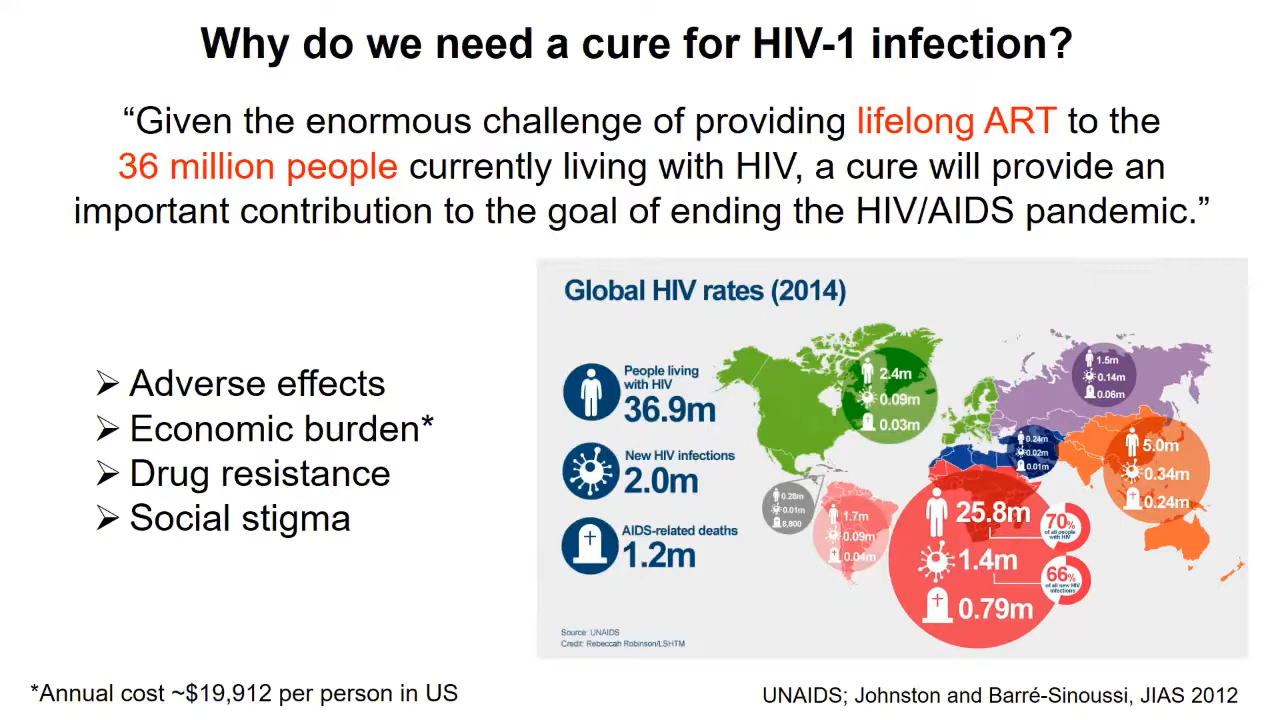 Why do we need a cure for HIV-1 infection?
“Given the enormous challenge of providing lifelong ART to the
36 million people currently living with HIV, a cure will provide an
important contribution to the goal of ending the HIV/AIDS pandemic.”
➢ Adverse effects
➢ Economic burden*
➢ Drug resistance
➢ Social stigma
Global HIV rates (2014)
People living
with HIV
36.9m
New HIV infections
2.0m
AIDS-related deaths
1.2m
2.4m
0.09m
0.03m
1.5m
0.14m
0.06m
0.24m
0.02m
0.01m
5.0m
0.34m
0.24m
0.28m
0.01m
8,800
1.7m
0.09m
0.04m
25.8m
1.4m
0.79m
70%
of all people
with HIV
66%
of all new HIV
infections
Source: UNAIDS
Credit: Rebeccah Robinson/LSHTM
*Annual cost ~$19,912 per person in US
UNAIDS; Johnston and Barré-Sinoussi, JIAS 2012